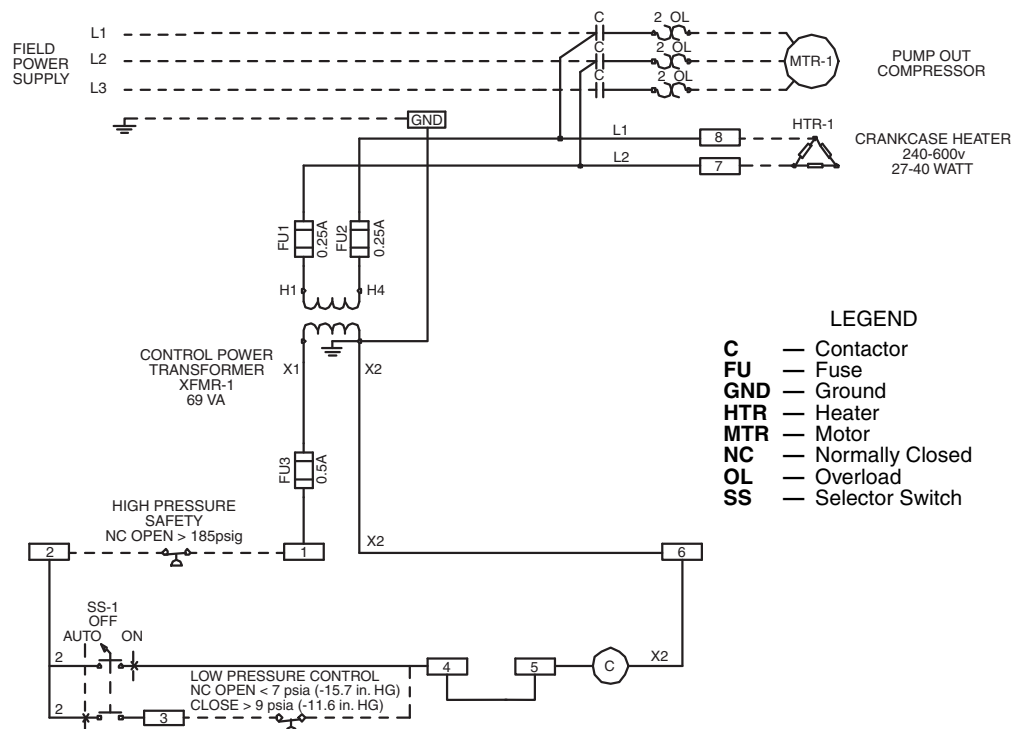 C
2 OL
L1
FIELD
POWER
SUPPLY
L2
C
2 OL
MTR-1
PUMP OUT
COMPRESSOR
L3
C
2 OL
GND
L1
8
HTR-1
CRANKCASE HEATER
240-600v
27-40 WATT
L2
7
FU1
0.25A
FU2
0.25A
H1
H4
CONTROL POWER
TRANSFORMER
XFMR-1
69 VA
X1
X2
LEGEND
C — Contactor
FU — Fuse
GND — Ground
HTR — Heater
MTR — Motor
NC — Normally Closed
OL — Overload
SS — Selector Switch
FU3
0.5A
HIGH PRESSURE
SAFETY
NC OPEN > 185psig
2
1
X2
6
SS-1
OFF
AUTO
ON
2
4
5
C
X2
LOW PRESSURE CONTROL
NC OPEN < 7 psia (-15.7 in. HG)
CLOSE > 9 psia (-11.6 in. HG)
2
3